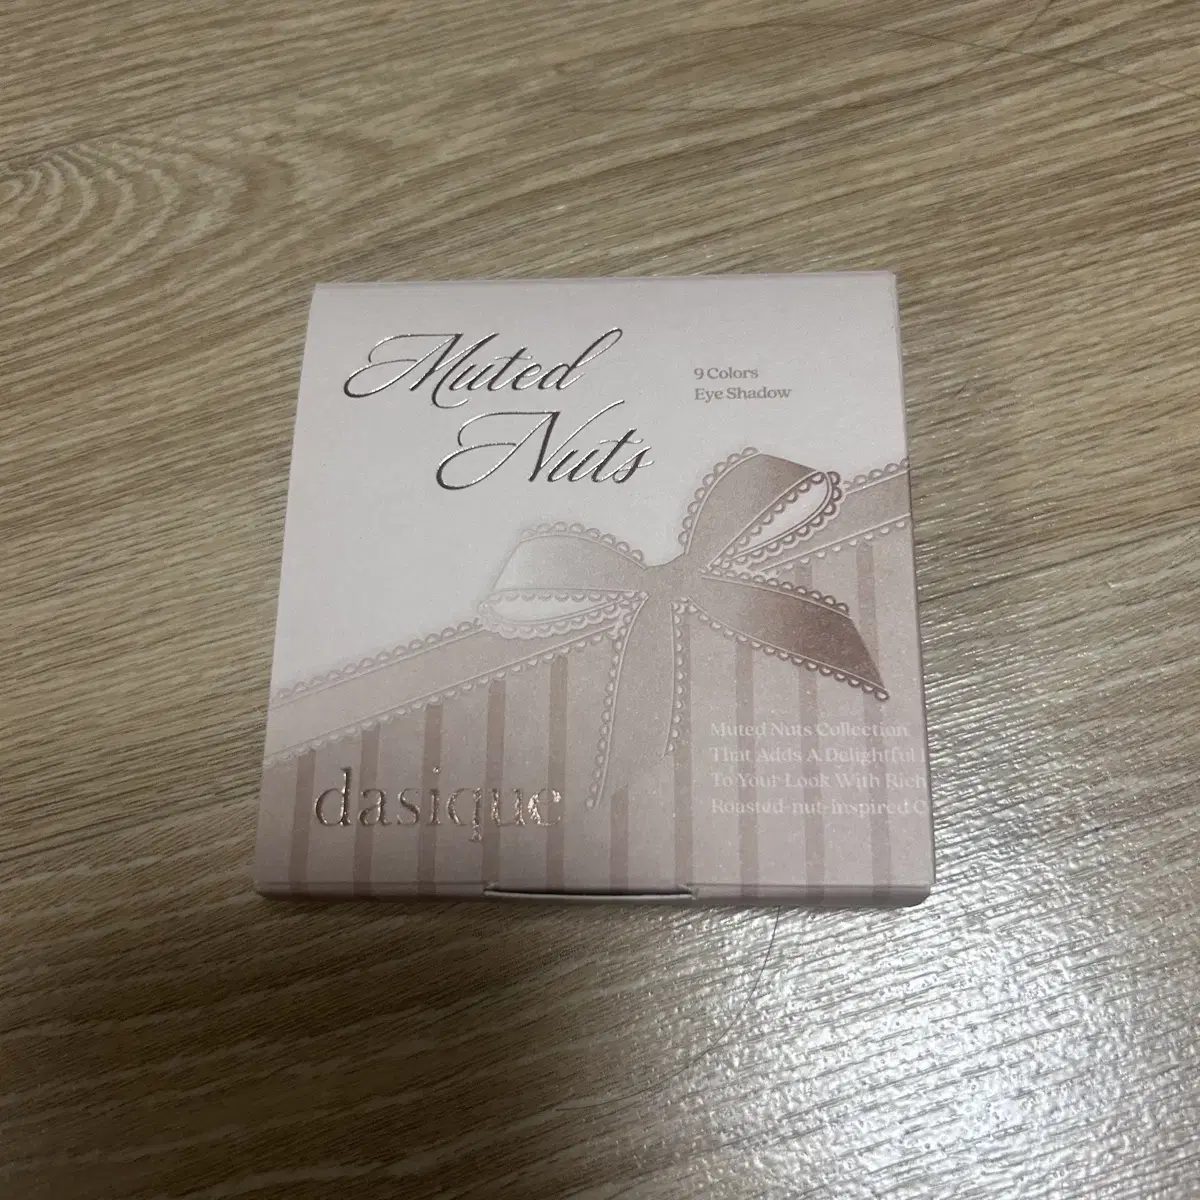 Muted
Nuts
9 Colors
Eye Shadow
Muted Nuts Collection
That Adds A Delightful
To Your Look With Rich
Roasted-nut-inspired
dasique